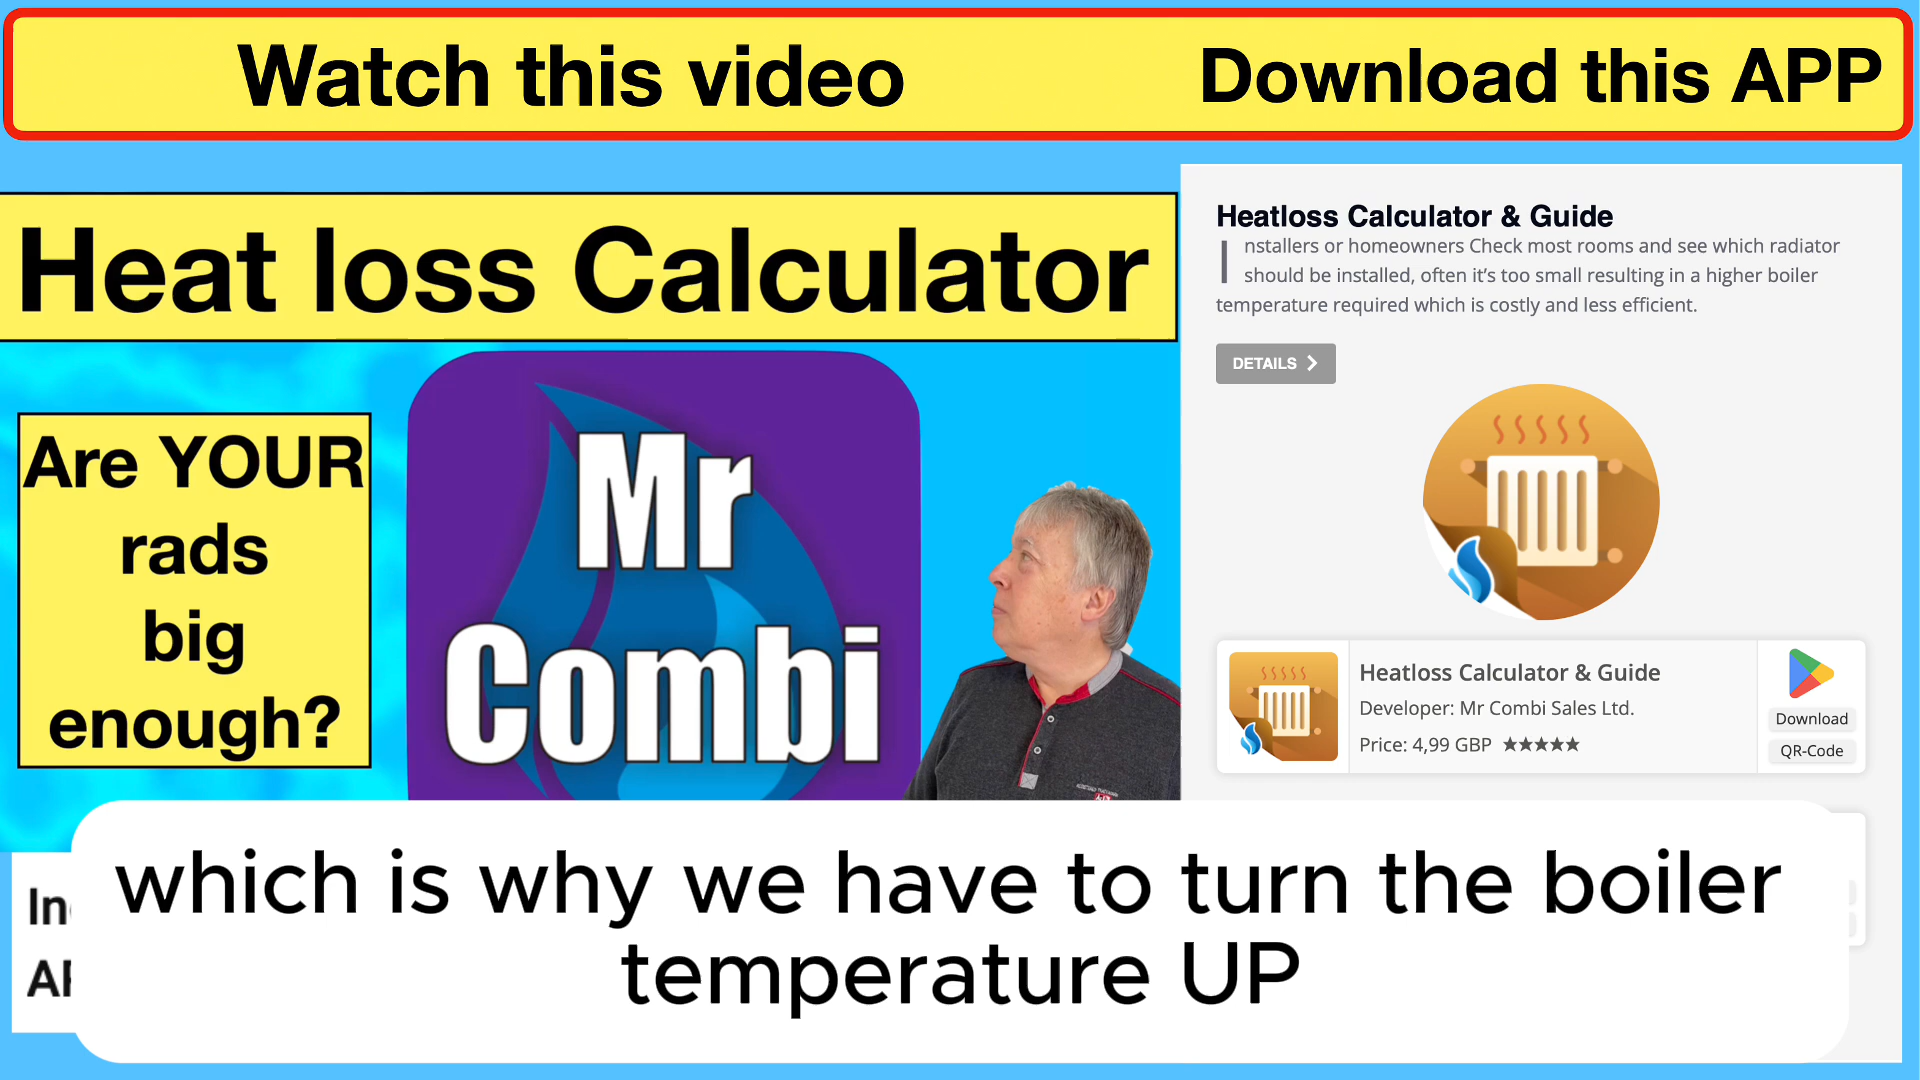 Watch this video
Download this APP
Heat loss Calculator
Are YOUR
rads
big
enough?
Mr
Combi
Heatloss Calculator & Guide
Installers or homeowners Check most rooms and see which radiator
should be installed, often it's too small resulting in a higher boiler
temperature required which is costly and less efficient.
DETAILS
Heatloss Calculator & Guide
Developer: Mr Combi Sales Ltd.
Price: 4,99 GBP ★★★★★
Download
QR-Code
which is why we have to turn the boiler
temperature UP